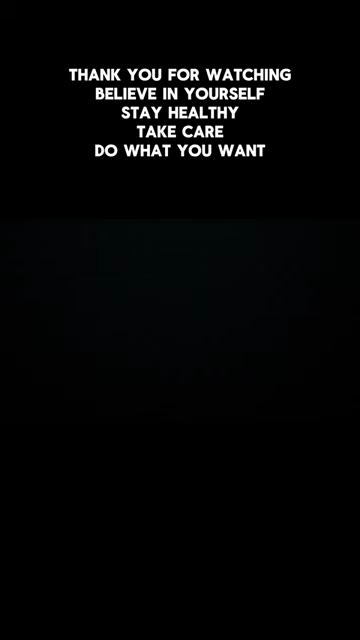 THANK YOU FOR WATCHING
BELIEVE IN YOURSELF
STAY HEALTHY
TAKE CARE
DO WHAT YOU WANT